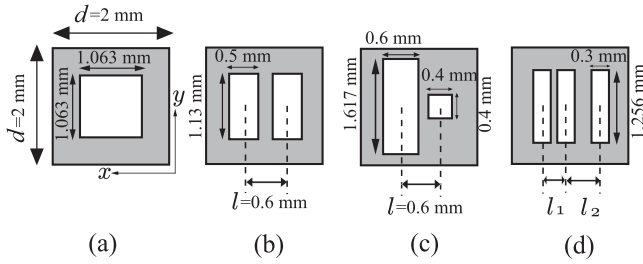 d=2 mm
1.063 mm
d=2 mm
1.063 mm
y
x
(a)
0.5 mm
1.13 mm
l=0.6 mm
(b)
0.6 mm
1.617 mm
0.4 mm
0.4 mm
l=0.6 mm
(c)
0.3 mm
1.256 mm
l₁
l₂
(d)